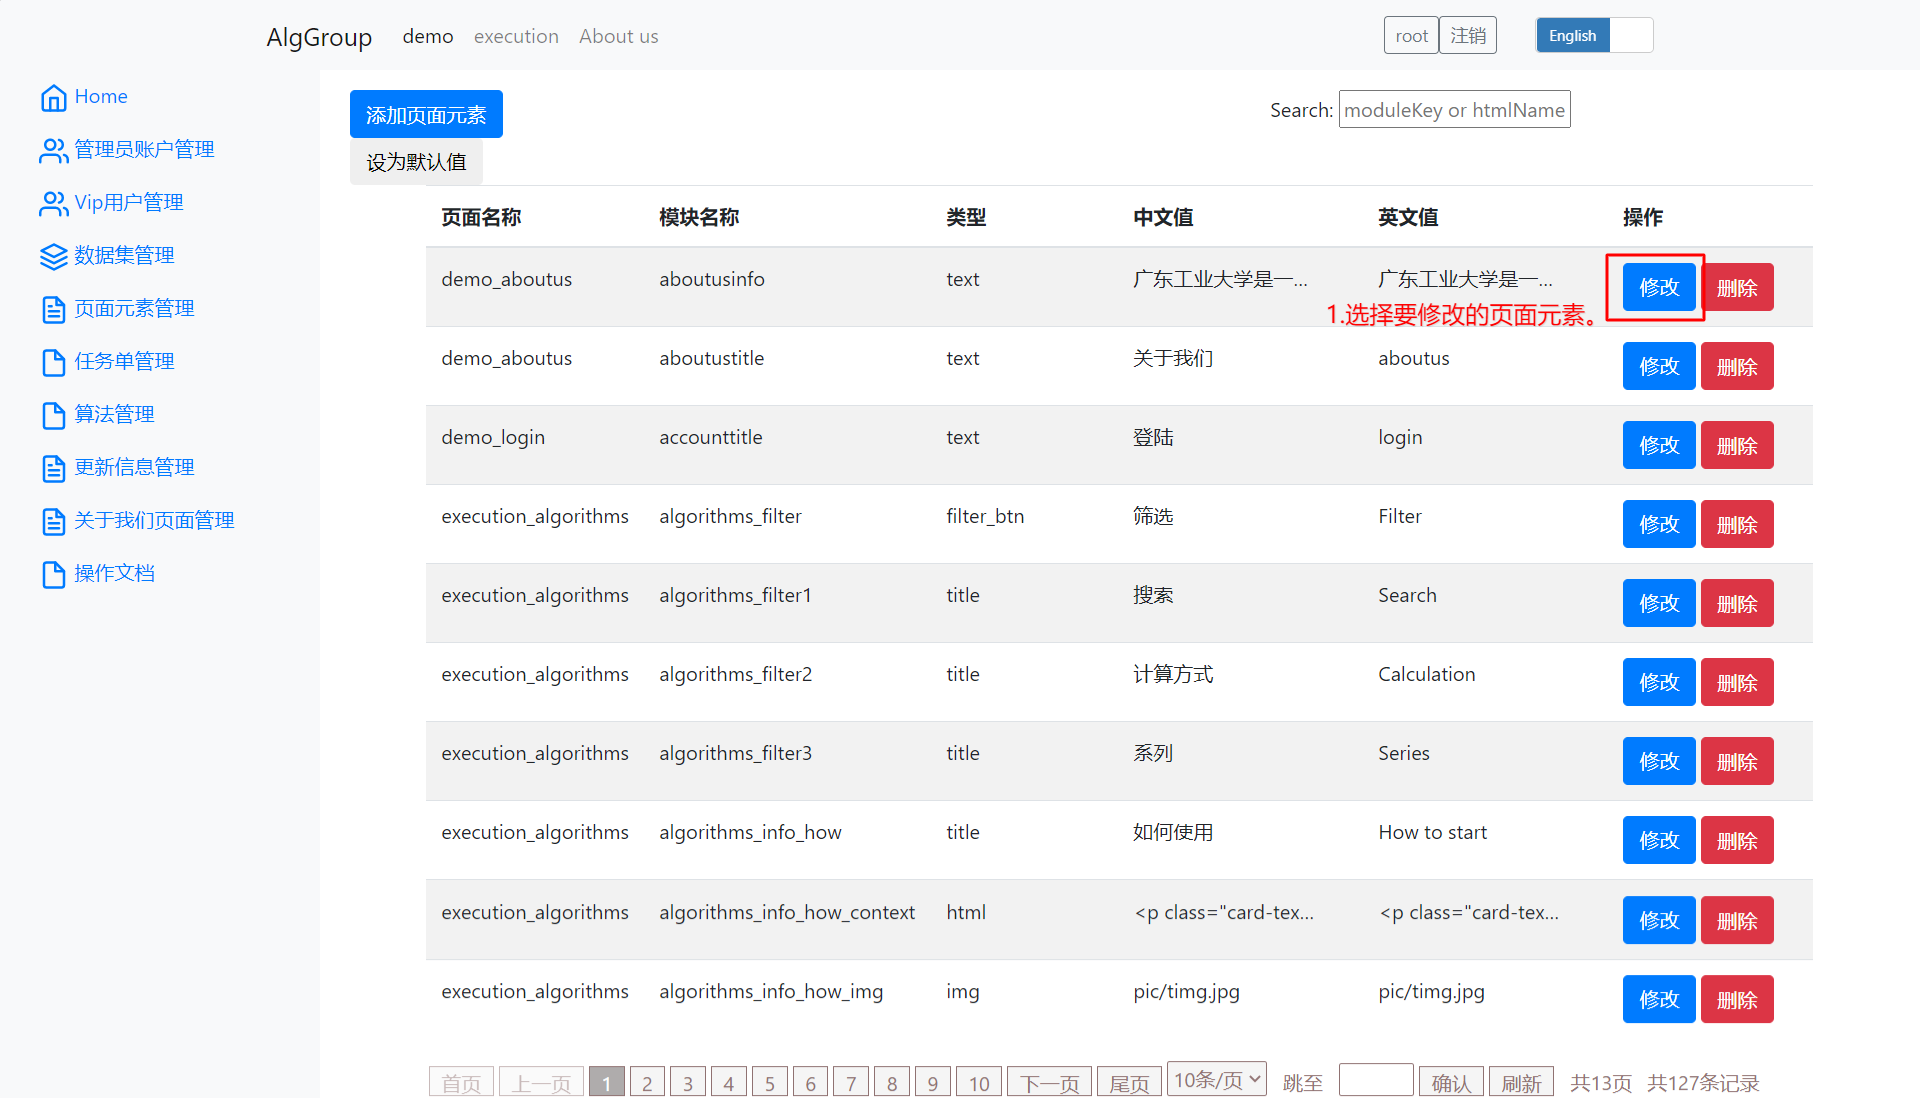 AlgGroup demo execution About us root 注销 English
Home
管理员账户管理
Vip用户管理
数据集管理
页面元素管理
任务单管理
算法管理
更新信息管理
关于我们页面管理
操作文档
添加页面元素
设为默认值
Search: moduleKey or htmlName
页面名称 模块名称 类型 中文值 英文值 操作
demo_aboutus aboutusinfo text 广东工业大学是一... 广东工业大学是一... 修改 删除
1.选择要修改的页面元素。
demo_aboutus aboutustitle text 关于我们 aboutus 修改 删除
demo_login accounttitle text 登陆 login 修改 删除
execution_algorithms algorithms_filter filter_btn 筛选 Filter 修改 删除
execution_algorithms algorithms_filter1 title 搜索 Search 修改 删除
execution_algorithms algorithms_filter2 title 计算方式 Calculation 修改 删除
execution_algorithms algorithms_filter3 title 系列 Series 修改 删除
execution_algorithms algorithms_info_how title 如何使用 How to start 修改 删除
execution_algorithms algorithms_info_how_context html <p class="card-tex... <p class="card-tex... 修改 删除
execution_algorithms algorithms_info_how_img img pic/timg.jpg pic/timg.jpg 修改 删除
首页 上一页 1 2 3 4 5 6 7 8 9 10 下一页 尾页 10条/页 跳至 确认 刷新 共13页 共127条记录